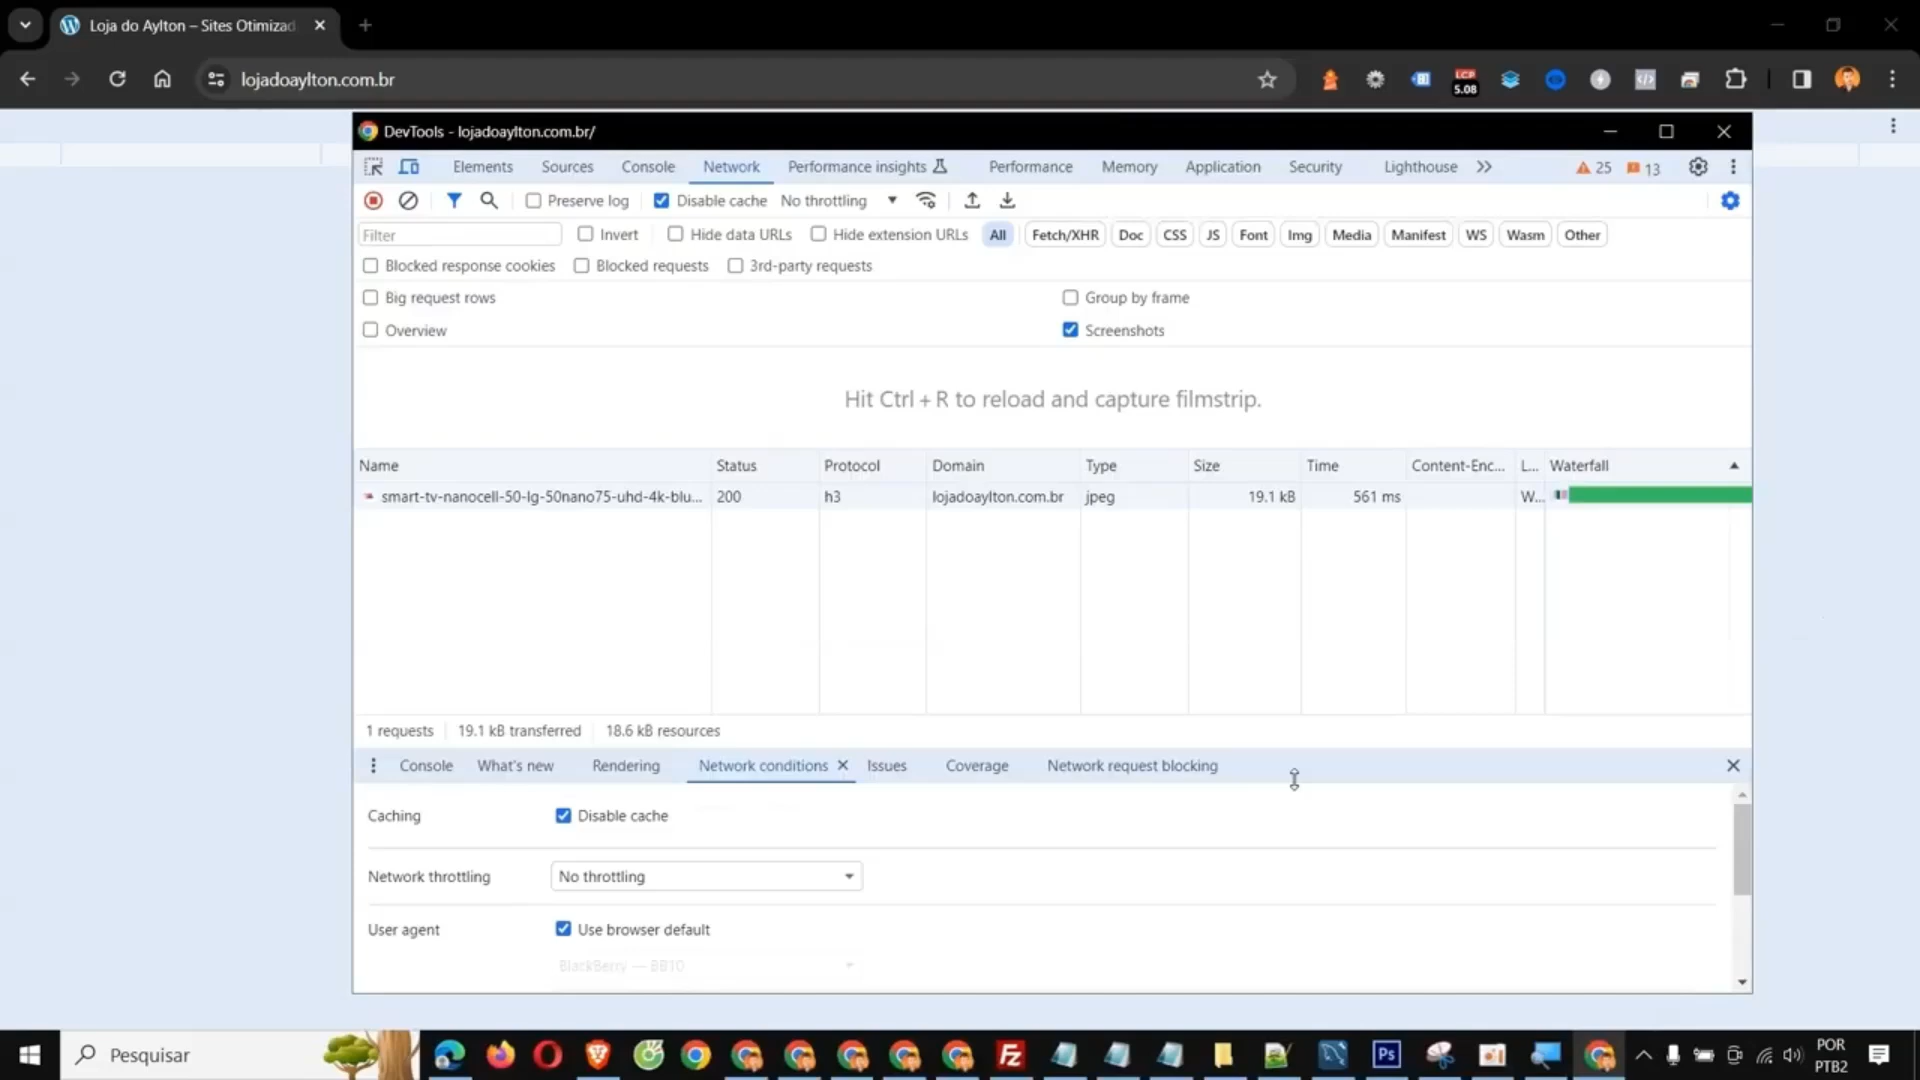 Loja do Aylton – Sites Otimizad
lojadoaylton.com.br
LCP
5.08
DevTools - lojadoaylton.com.br/
Elements Sources Console Network Performance insights Performance Memory Application Security Lighthouse 25 13
Preserve log Disable cache No throttling
Filter Invert Hide data URLs Hide extension URLs All Fetch/XHR Doc CSS JS Font Img Media Manifest WS Wasm Other
Blocked response cookies Blocked requests 3rd-party requests
Big request rows Group by frame
Overview Screenshots
Hit Ctrl + R to reload and capture filmstrip.
Name Status Protocol Domain Type Size Time Content-Enc... L... Waterfall
smart-tv-nanocell-50-lg-50nano75-uhd-4k-blu... 200 h3 lojadoaylton.com.br jpeg 19.1 kB 561 ms W...
1 requests 19.1 kB transferred 18.6 kB resources
Console What's new Rendering Network conditions Issues Coverage Network request blocking
Caching Disable cache
Network throttling No throttling
User agent Use browser default
BlackBerry — BB10
Pesquisar
Fz
Ps
POR
PTB2